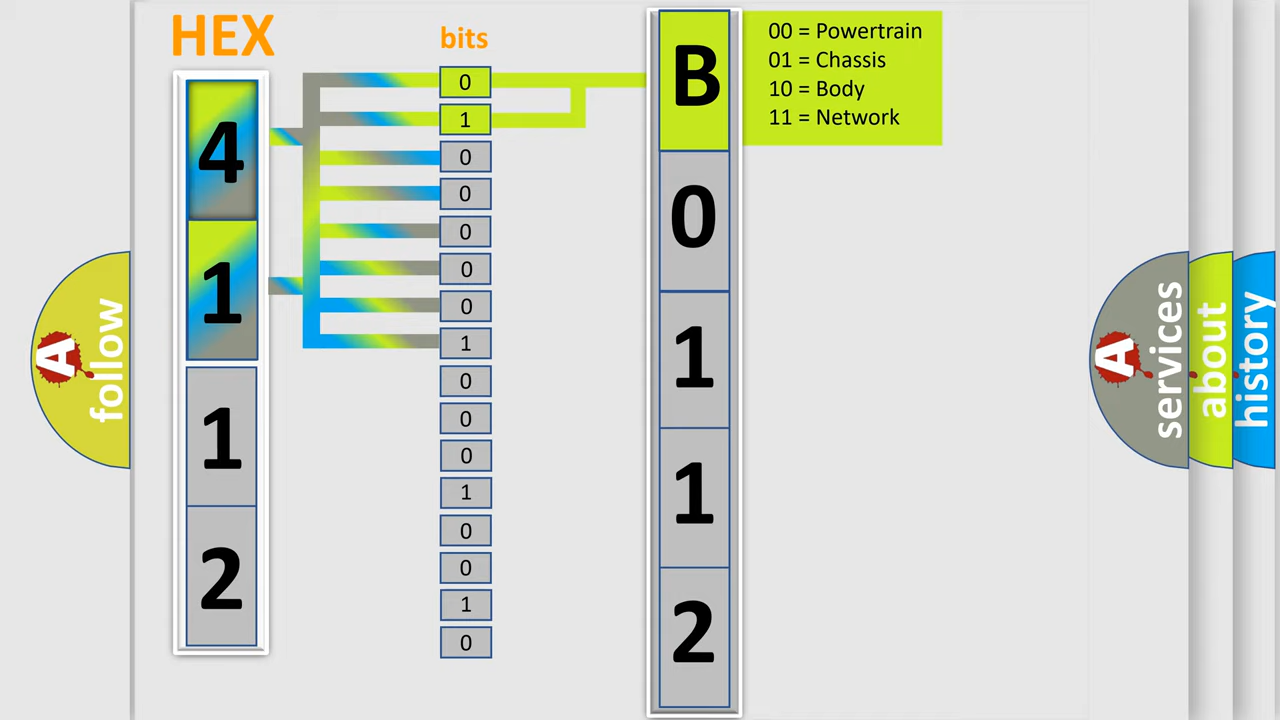 HEX
bits
4
1
1
2
0
1
0
0
0
0
0
1
0
0
0
1
0
0
1
0
B
0
1
1
2
00 = Powertrain
01 = Chassis
10 = Body
11 = Network
A
follow
A
services
about
history